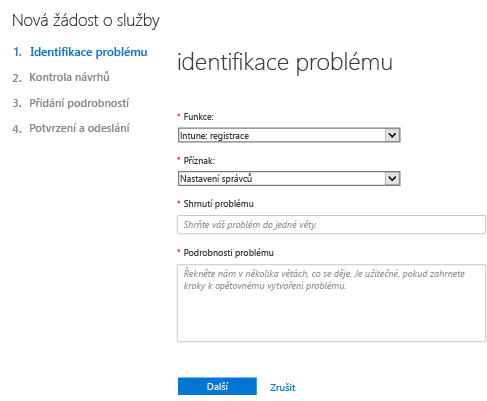 Nová žádost o služby
1. Identifikace problému
2. Kontrola návrhů
3. Přidání podrobností
4. Potvrzení a odeslání
identifikace problému
* Funkce:
Intune: registrace
* Příznak:
Nastavení správců
* Shrnutí problému
Shrňte váš problém do jedné věty.
* Podrobnosti problému
Řekněte nám v několika větách, co se děje. Je užitečné, pokud zahrnete
kroky k opětovnému vytvoření problému.
Další
Zrušit